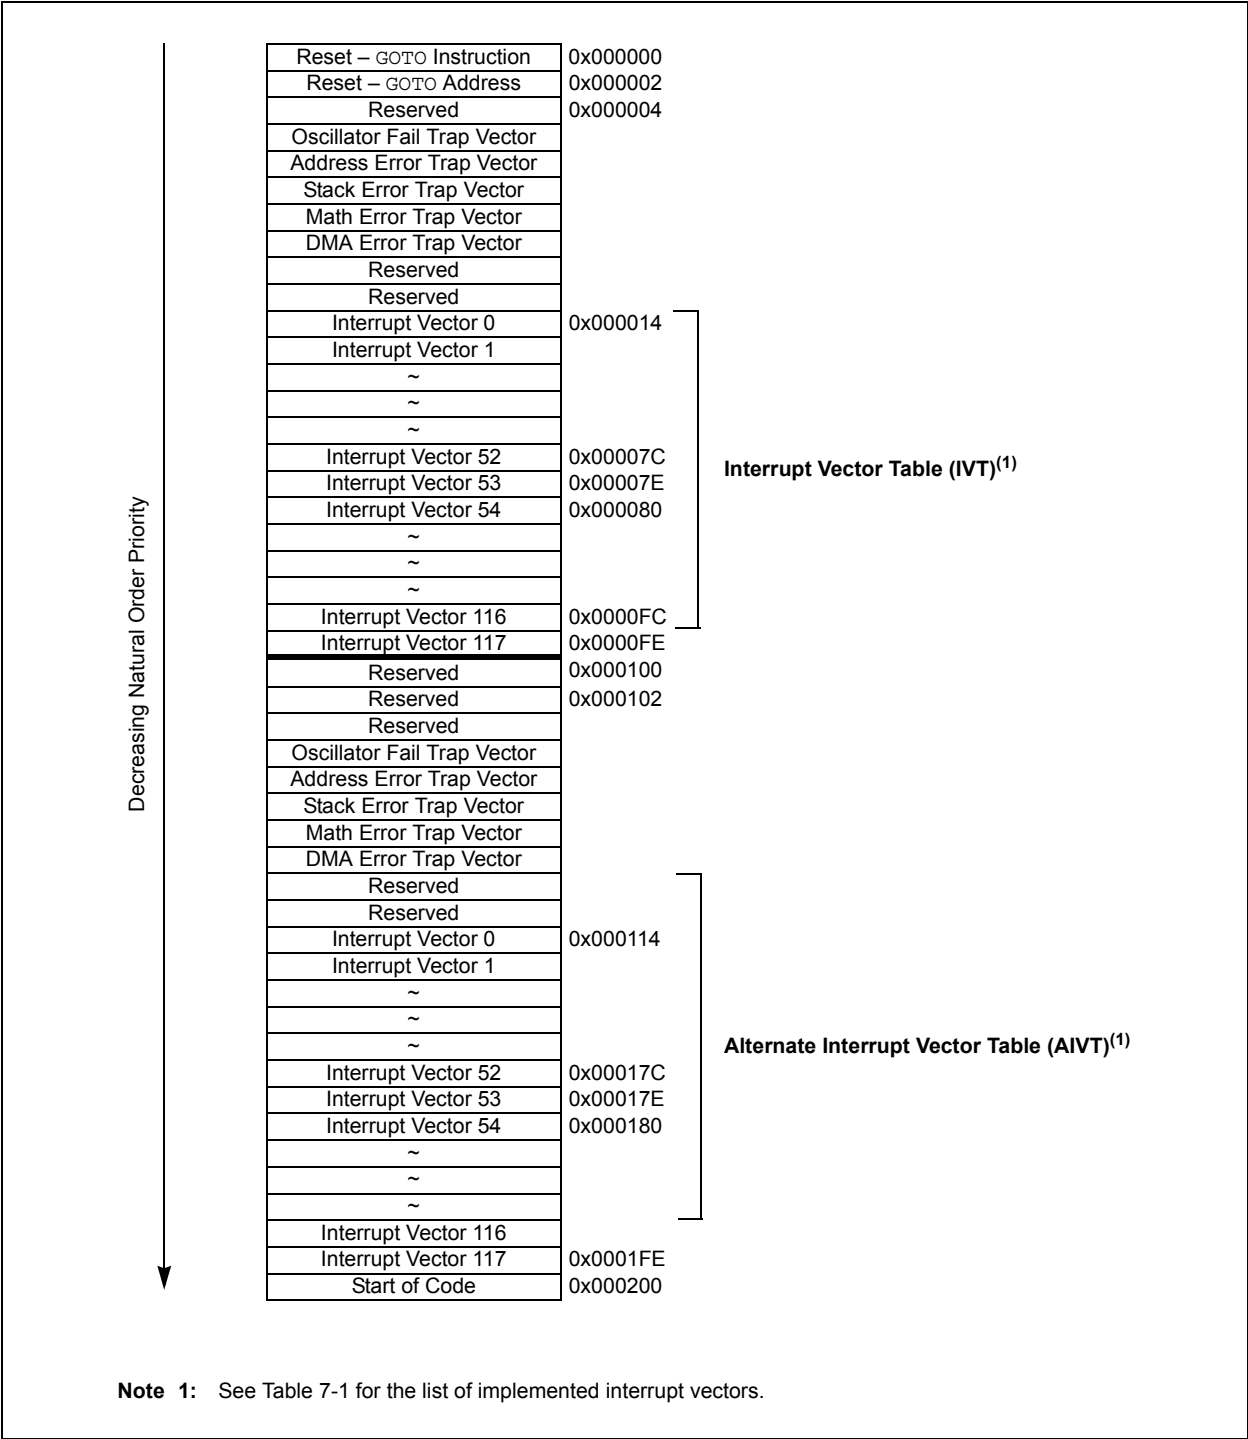 Reset – GOTO Instruction 0x000000
Reset – GOTO Address 0x000002
Reserved 0x000004
Oscillator Fail Trap Vector
Address Error Trap Vector
Stack Error Trap Vector
Math Error Trap Vector
DMA Error Trap Vector
Reserved
Reserved
Interrupt Vector 0 0x000014
Interrupt Vector 1
~
~
~
Interrupt Vector 52 0x00007C
Interrupt Vector Table (IVT)(1)
Interrupt Vector 53 0x00007E
Interrupt Vector 54 0x000080
~
~
~
Interrupt Vector 116 0x0000FC
Interrupt Vector 117 0x0000FE
Decreasing Natural Order Priority
Reserved 0x000100
Reserved 0x000102
Reserved
Oscillator Fail Trap Vector
Address Error Trap Vector
Stack Error Trap Vector
Math Error Trap Vector
DMA Error Trap Vector
Reserved
Reserved
Interrupt Vector 0 0x000114
Interrupt Vector 1
~
~
~
Alternate Interrupt Vector Table (AIVT)(1)
Interrupt Vector 52 0x00017C
Interrupt Vector 53 0x00017E
Interrupt Vector 54 0x000180
~
~
~
Interrupt Vector 116
Interrupt Vector 117 0x0001FE
Start of Code 0x000200
Note 1: See Table 7-1 for the list of implemented interrupt vectors.